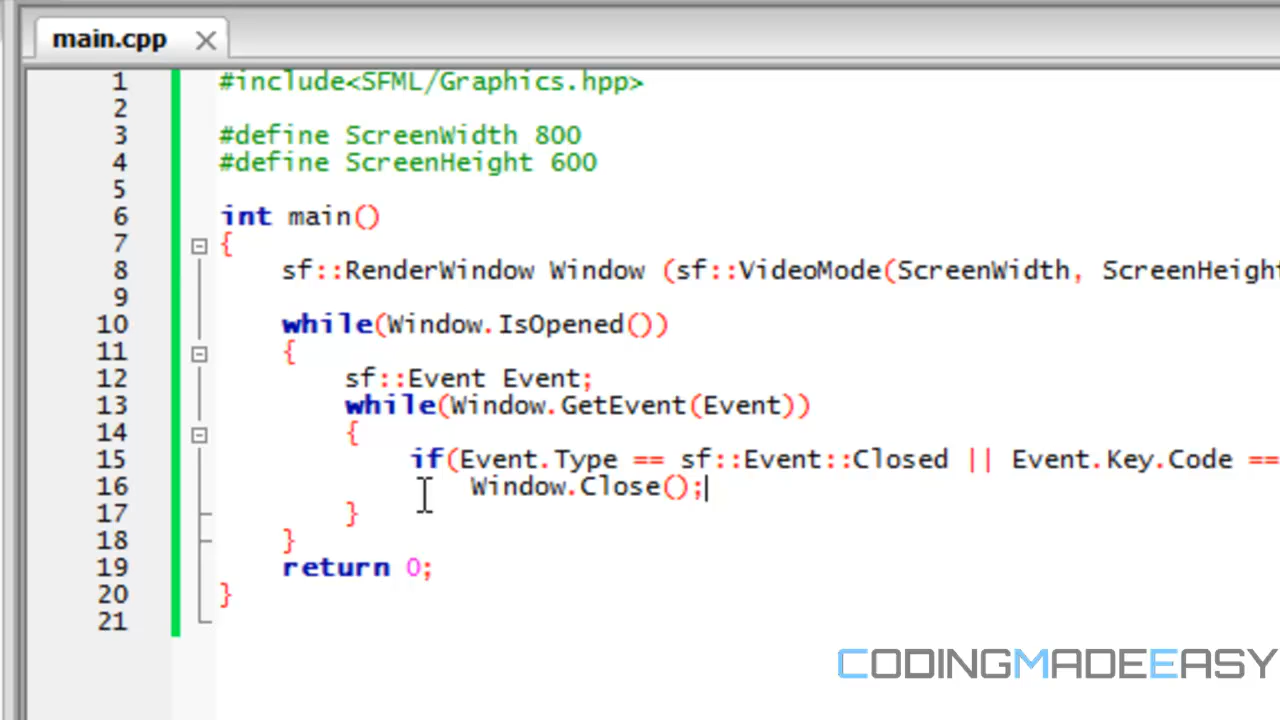 main.cpp
1 #include<SFML/Graphics.hpp>
2
3 #define ScreenWidth 800
4 #define ScreenHeight 600
5
6 int main()
7 {
8 sf::RenderWindow Window (sf::VideoMode(ScreenWidth, ScreenHeight
9
10 while(Window.IsOpened())
11 {
12 sf::Event Event;
13 while(Window.GetEvent(Event))
14 {
15 if(Event.Type == sf::Event::Closed || Event.Key.Code ==
16 Window.Close();
17 }
18 }
19 return 0;
20 }
21
CODINGMADEEASY